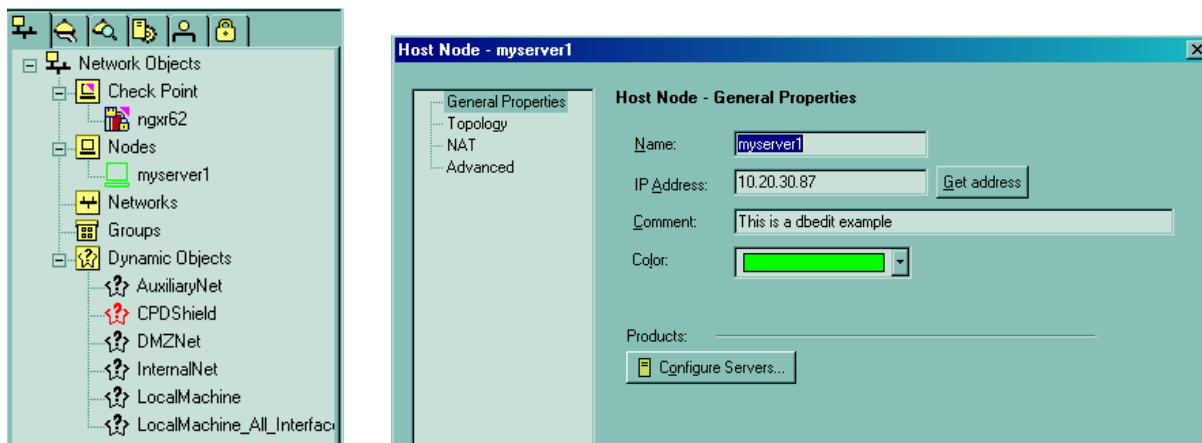 Network Objects
Check Point
ngxr62
Nodes
myserver1
Networks
Groups
Dynamic Objects
AuxiliaryNet
CPDShield
DMZNet
InternalNet
LocalMachine
LocalMachine_All_Interfac
Host Node - myserver1
General Properties
Topology
NAT
Advanced
Host Node - General Properties
Name: myserver1
IP Address: 10.20.30.87 Get address
Comment: This is a dbedit example
Color:
Products:
Configure Servers...